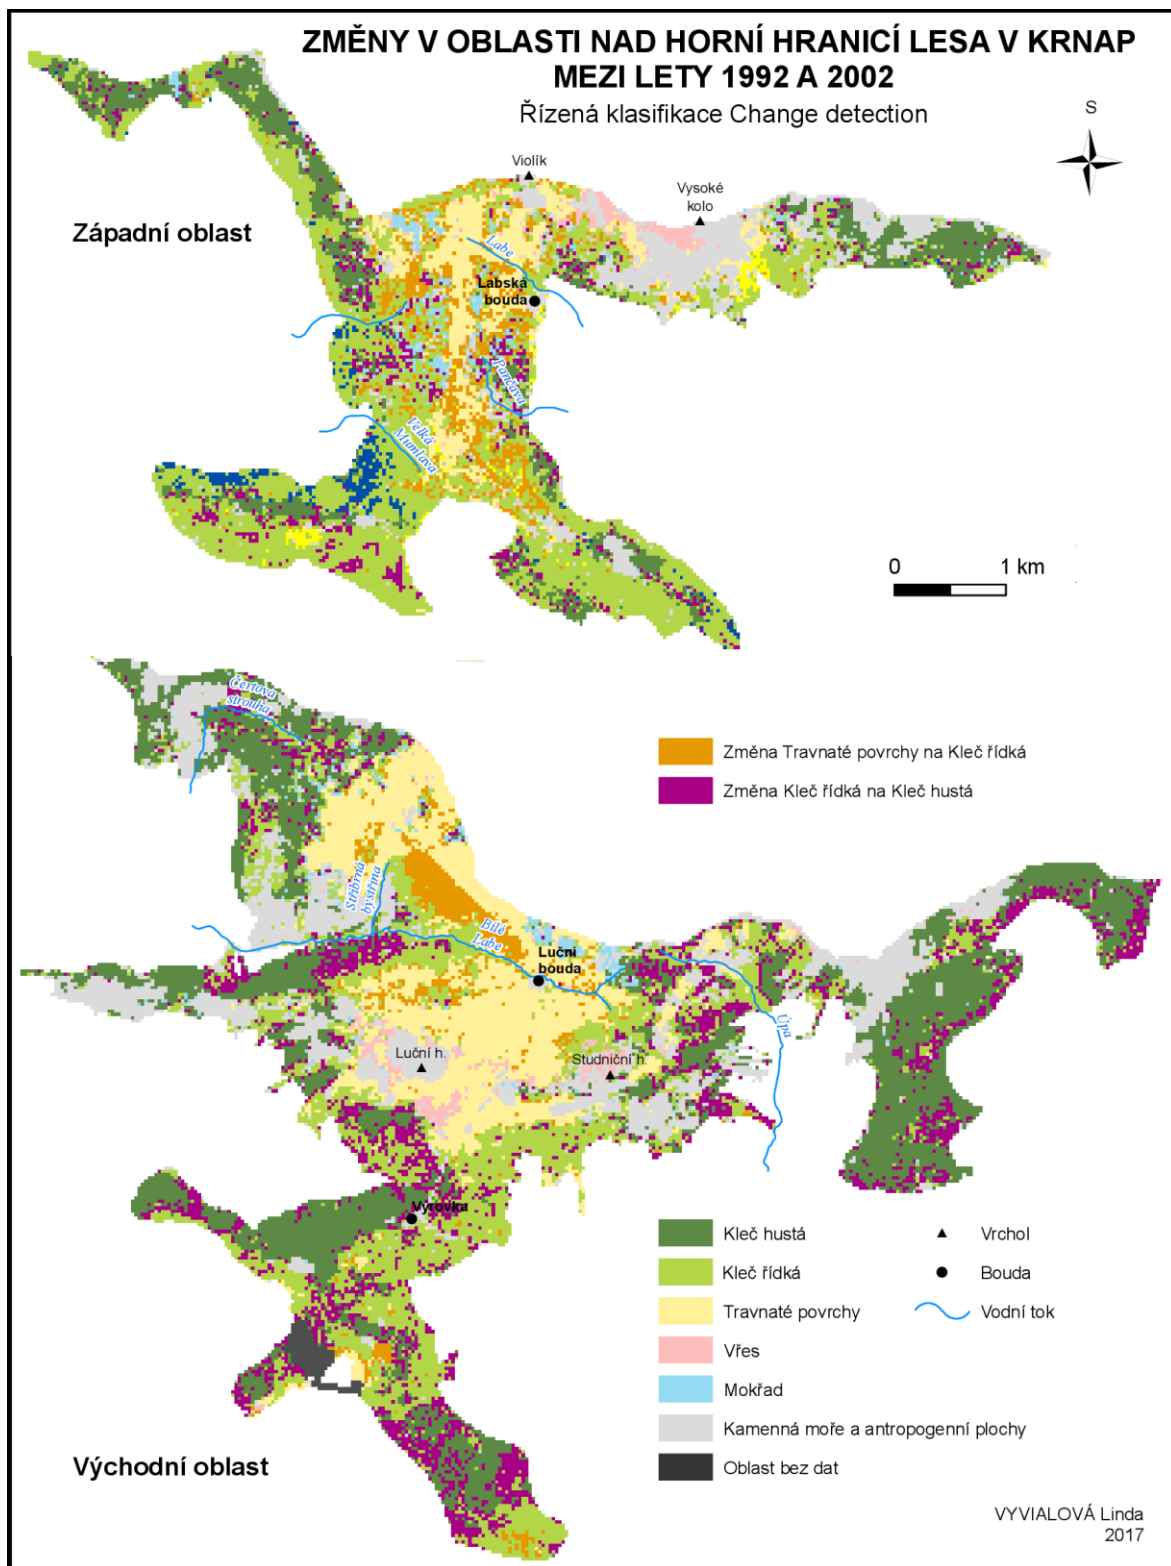 ZMĚNY V OBLASTI NAD HORNÍ HRANICÍ LESA V KRNAP
MEZI LETY 1992 A 2002
Řízená klasifikace Change detection
S
Violík
Vysoké
kolo
Západní oblast
Labe
Labská
bouda
Pančava
Velká
Mumlava
0 1 km
Čertova
strouha
Změna Travnaté povrchy na Kleč řídká
Změna Kleč řídká na Kleč hustá
Stříbrná
bystřina
Bílé
Labe
Luční
bouda
Úpa
Luční h.
Studniční h.
Výrovka
Kleč hustá
Vrchol
Kleč řídká
Bouda
Travnaté povrchy
Vodní tok
Vřes
Mokřad
Kamenná moře a antropogenní plochy
Oblast bez dat
Východní oblast
VYVIALOVÁ Linda
2017